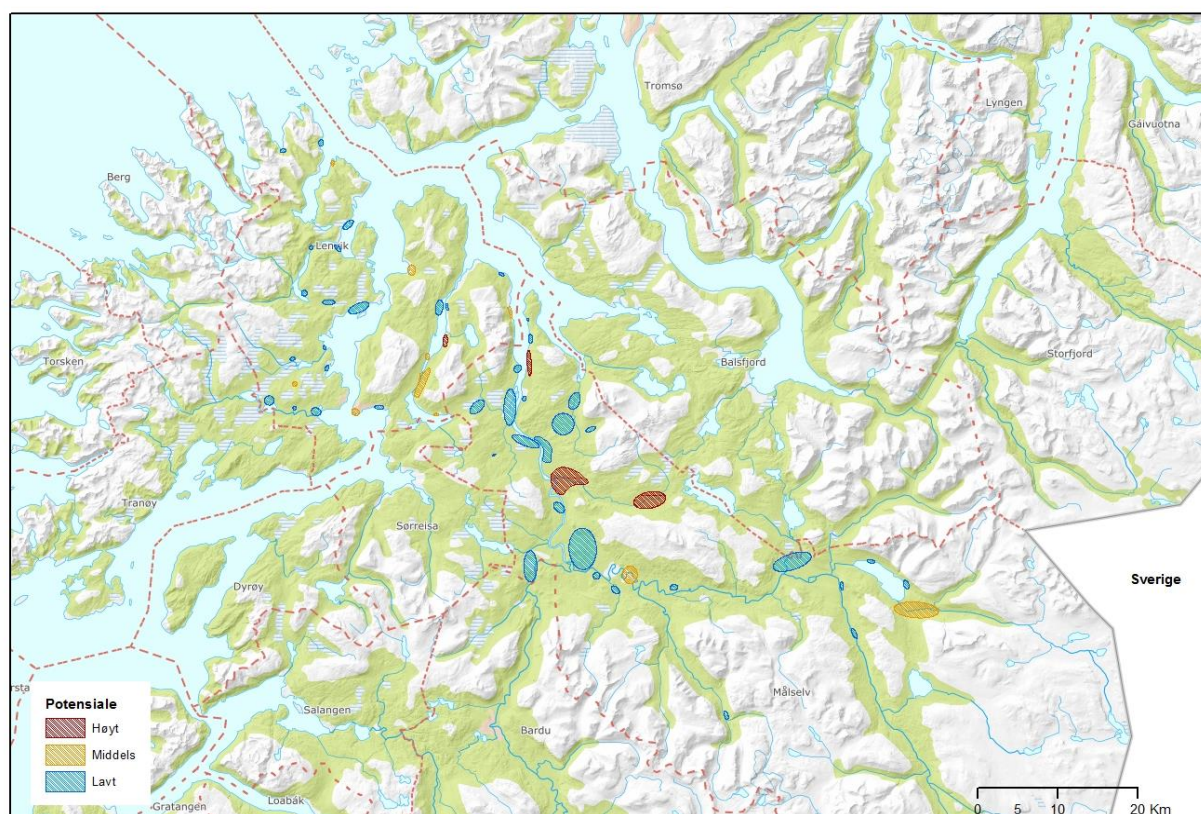 Tromsø
Lyngen
Gáivuotna
Berg
Lenvik
Torsken
Balsfjord
Storfjord
Tranøy
Sørreisa
Sverige
Dyrøy
Målselv
Salangen
Bardu
Gratangen
Loabák
Potensiale
Høyt
Middels
Lavt
0 5 10 20 Km